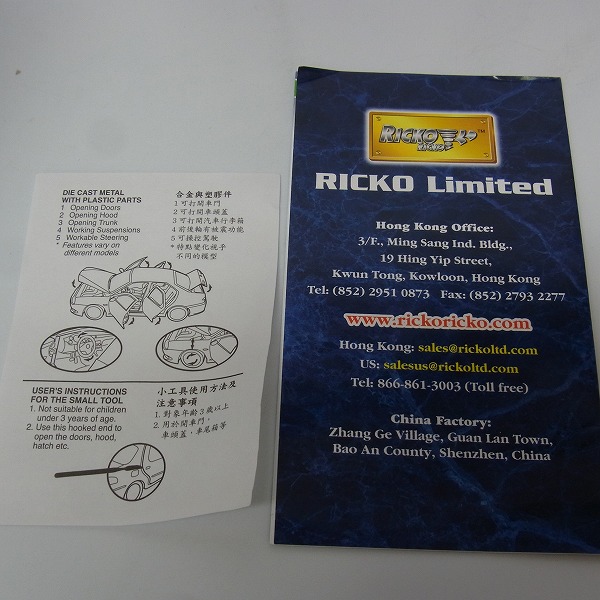 DIE CAST METAL
WITH PLASTIC PARTS
1 Opening Doors
2 Opening Hood
3 Opening Trunk
4 Working Suspensions
5 Workable Steering
* Features vary on
different models
合金與塑膠件
1 可打開車門
2 可打開車頭蓋
3 可打開汽車行李箱
4 前後輪有披震功能
5 可操控駕駛
* 特點變化視乎
不同的模型
USER'S INSTRUCTIONS
FOR THE SMALL TOOL
1. Not suitable for children
under 3 years of age.
2. Use this hooked end to
open the doors, hood,
hatch etc.
小工具使用方法及
注意事項
1. 對象年齡3歲以上
2. 用於開車門、
車頭蓋、車尾箱等
RICKO
TM
RICKO Limited
Hong Kong Office:
3/F., Ming Sang Ind. Bldg.,
19 Hing Yip Street,
Kwun Tong, Kowloon, Hong Kong
Tel: (852) 2951 0873 Fax: (852) 2793 2277
www.rickoricko.com
Hong Kong: sales@rickoltd.com
US: salesus@rickoltd.com
Tel: 866-861-3003 (Toll free)
China Factory:
Zhang Ge Village, Guan Lan Town,
Bao An County, Shenzhen, China